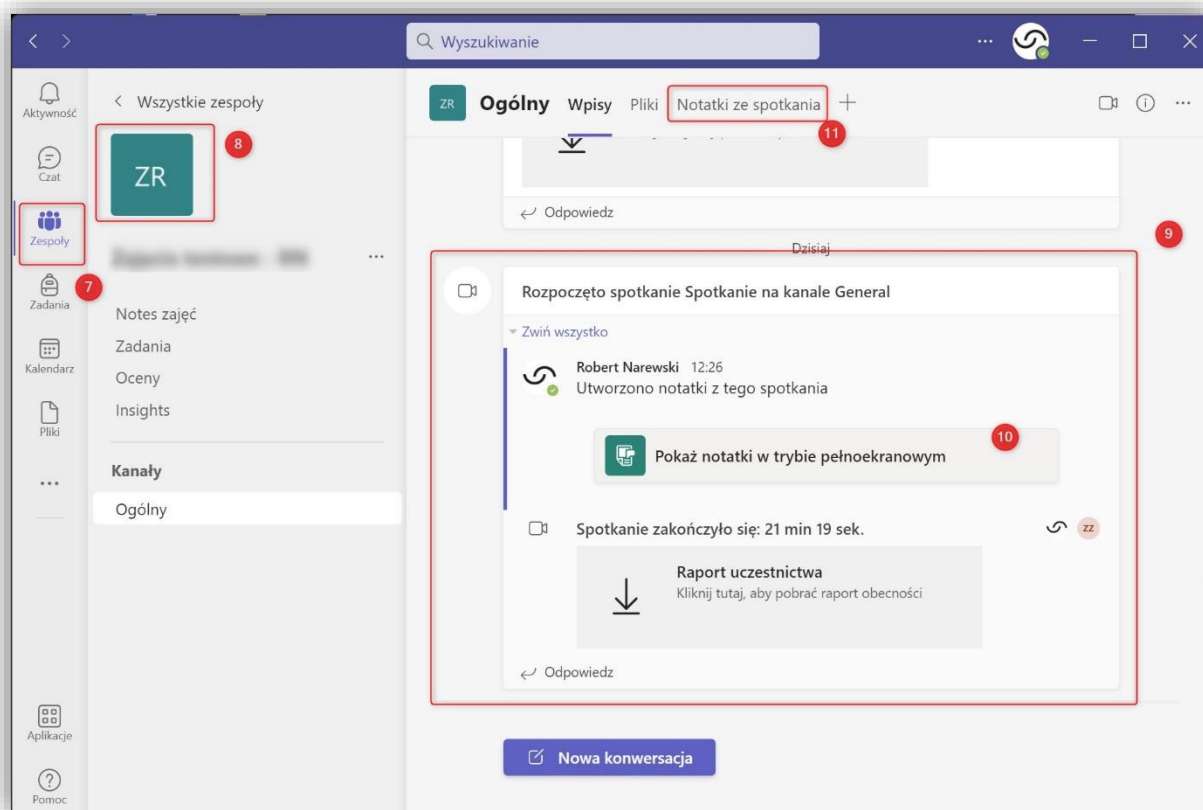 Wyszukiwanie
...
Aktywność
Czat
Zespoły
7
Zadania
Kalendarz
Pliki
...
Aplikacje
Pomoc
Wszystkie zespoły
8
ZR
...
Notes zajęć
Zadania
Oceny
Insights
Kanały
Ogólny
ZR Ogólny Wpisy Pliki Notatki ze spotkania +
11
...
Odpowiedz
Dzisiaj
9
Rozpoczęto spotkanie Spotkanie na kanale General
Zwiń wszystko
Robert Narewski 12:26
Utworzono notatki z tego spotkania
10
Pokaż notatki w trybie pełnoekranowym
Spotkanie zakończyło się: 21 min 19 sek.
ZZ
Raport uczestnictwa
Kliknij tutaj, aby pobrać raport obecności
Odpowiedz
Nowa konwersacja